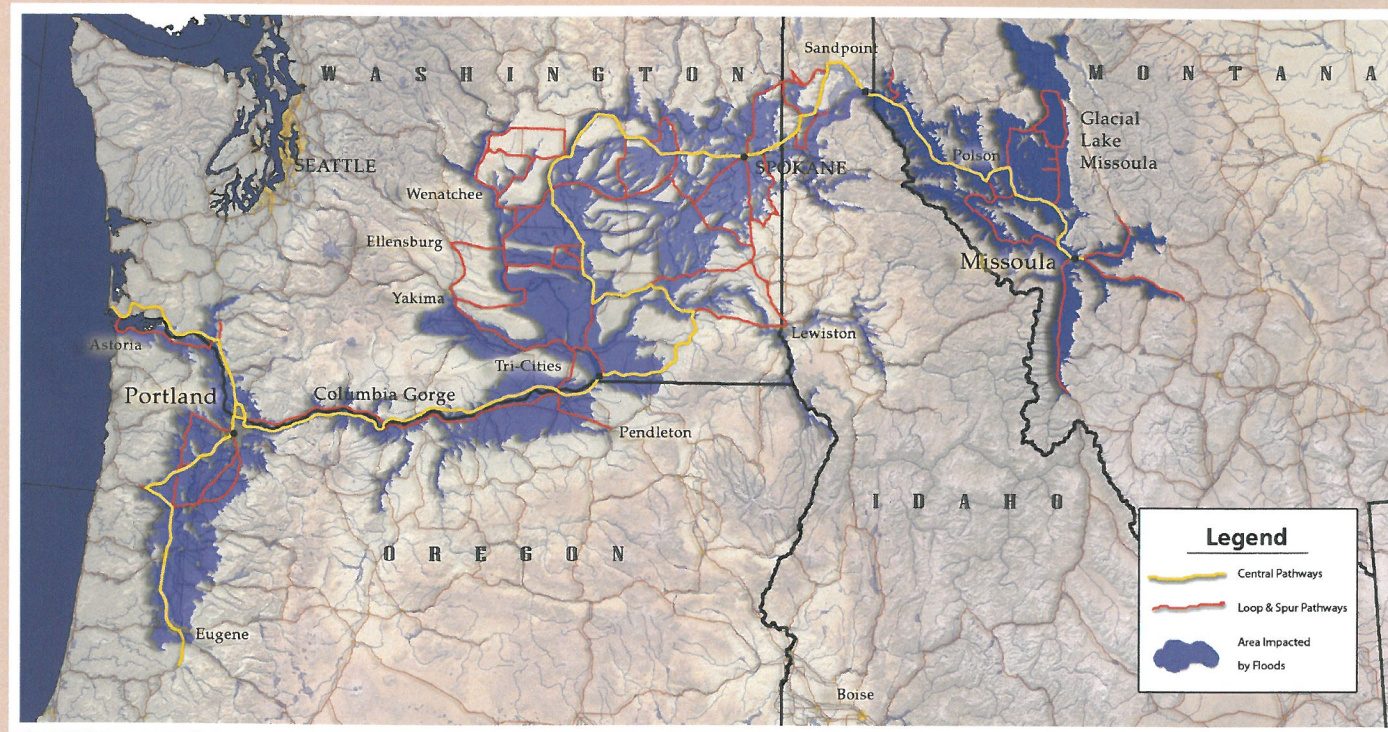 Sandpoint
WASHINGTON
MONTANA
Glacial
Lake
Missoula
SEATTLE
SPOKANE
Polson
Wenatchee
Ellensburg
Missoula
Yakima
Lewiston
Astoria
Tri-Cities
Portland
Columbia Gorge
Pendleton
IDAHO
OREGON
Legend
Central Pathways
Loop & Spur Pathways
Area Impacted
by Floods
Eugene
Boise